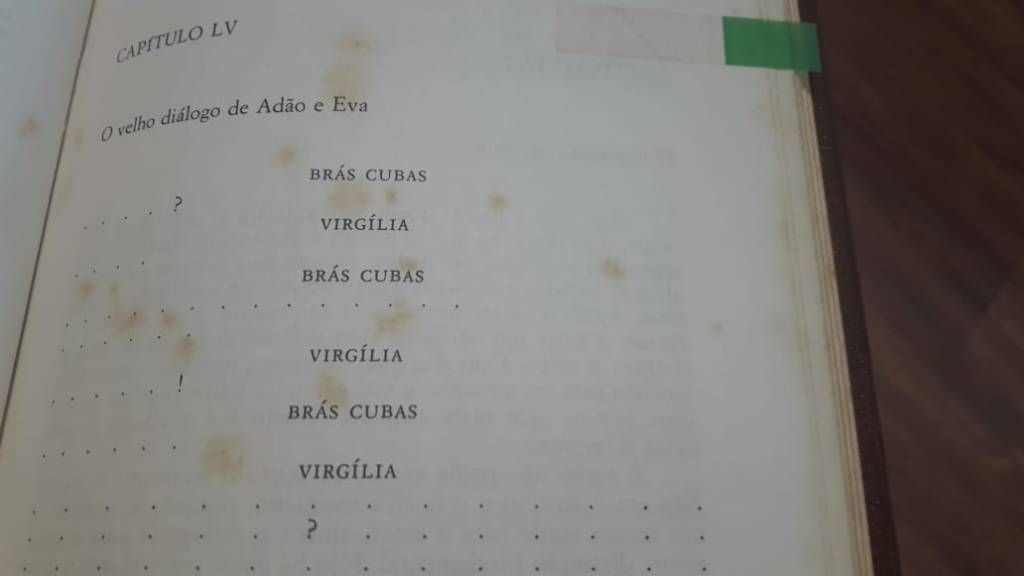 CAPÍTULO LV
O velho diálogo de Adão e Eva
BRÁS CUBAS
. . . . ?
VIRGÍLIA
. . . .
BRÁS CUBAS
. . . . . . . . . . . . . . . .
. . . . . .
VIRGÍLIA
. . . . . !
BRÁS CUBAS
. . . . . .
VIRGÍLIA
. . . . . . . . . . . . . . . . . .
. . . . . . . ? . . . . . . . . . .
. . . . . . . . . . . . . . . . . .